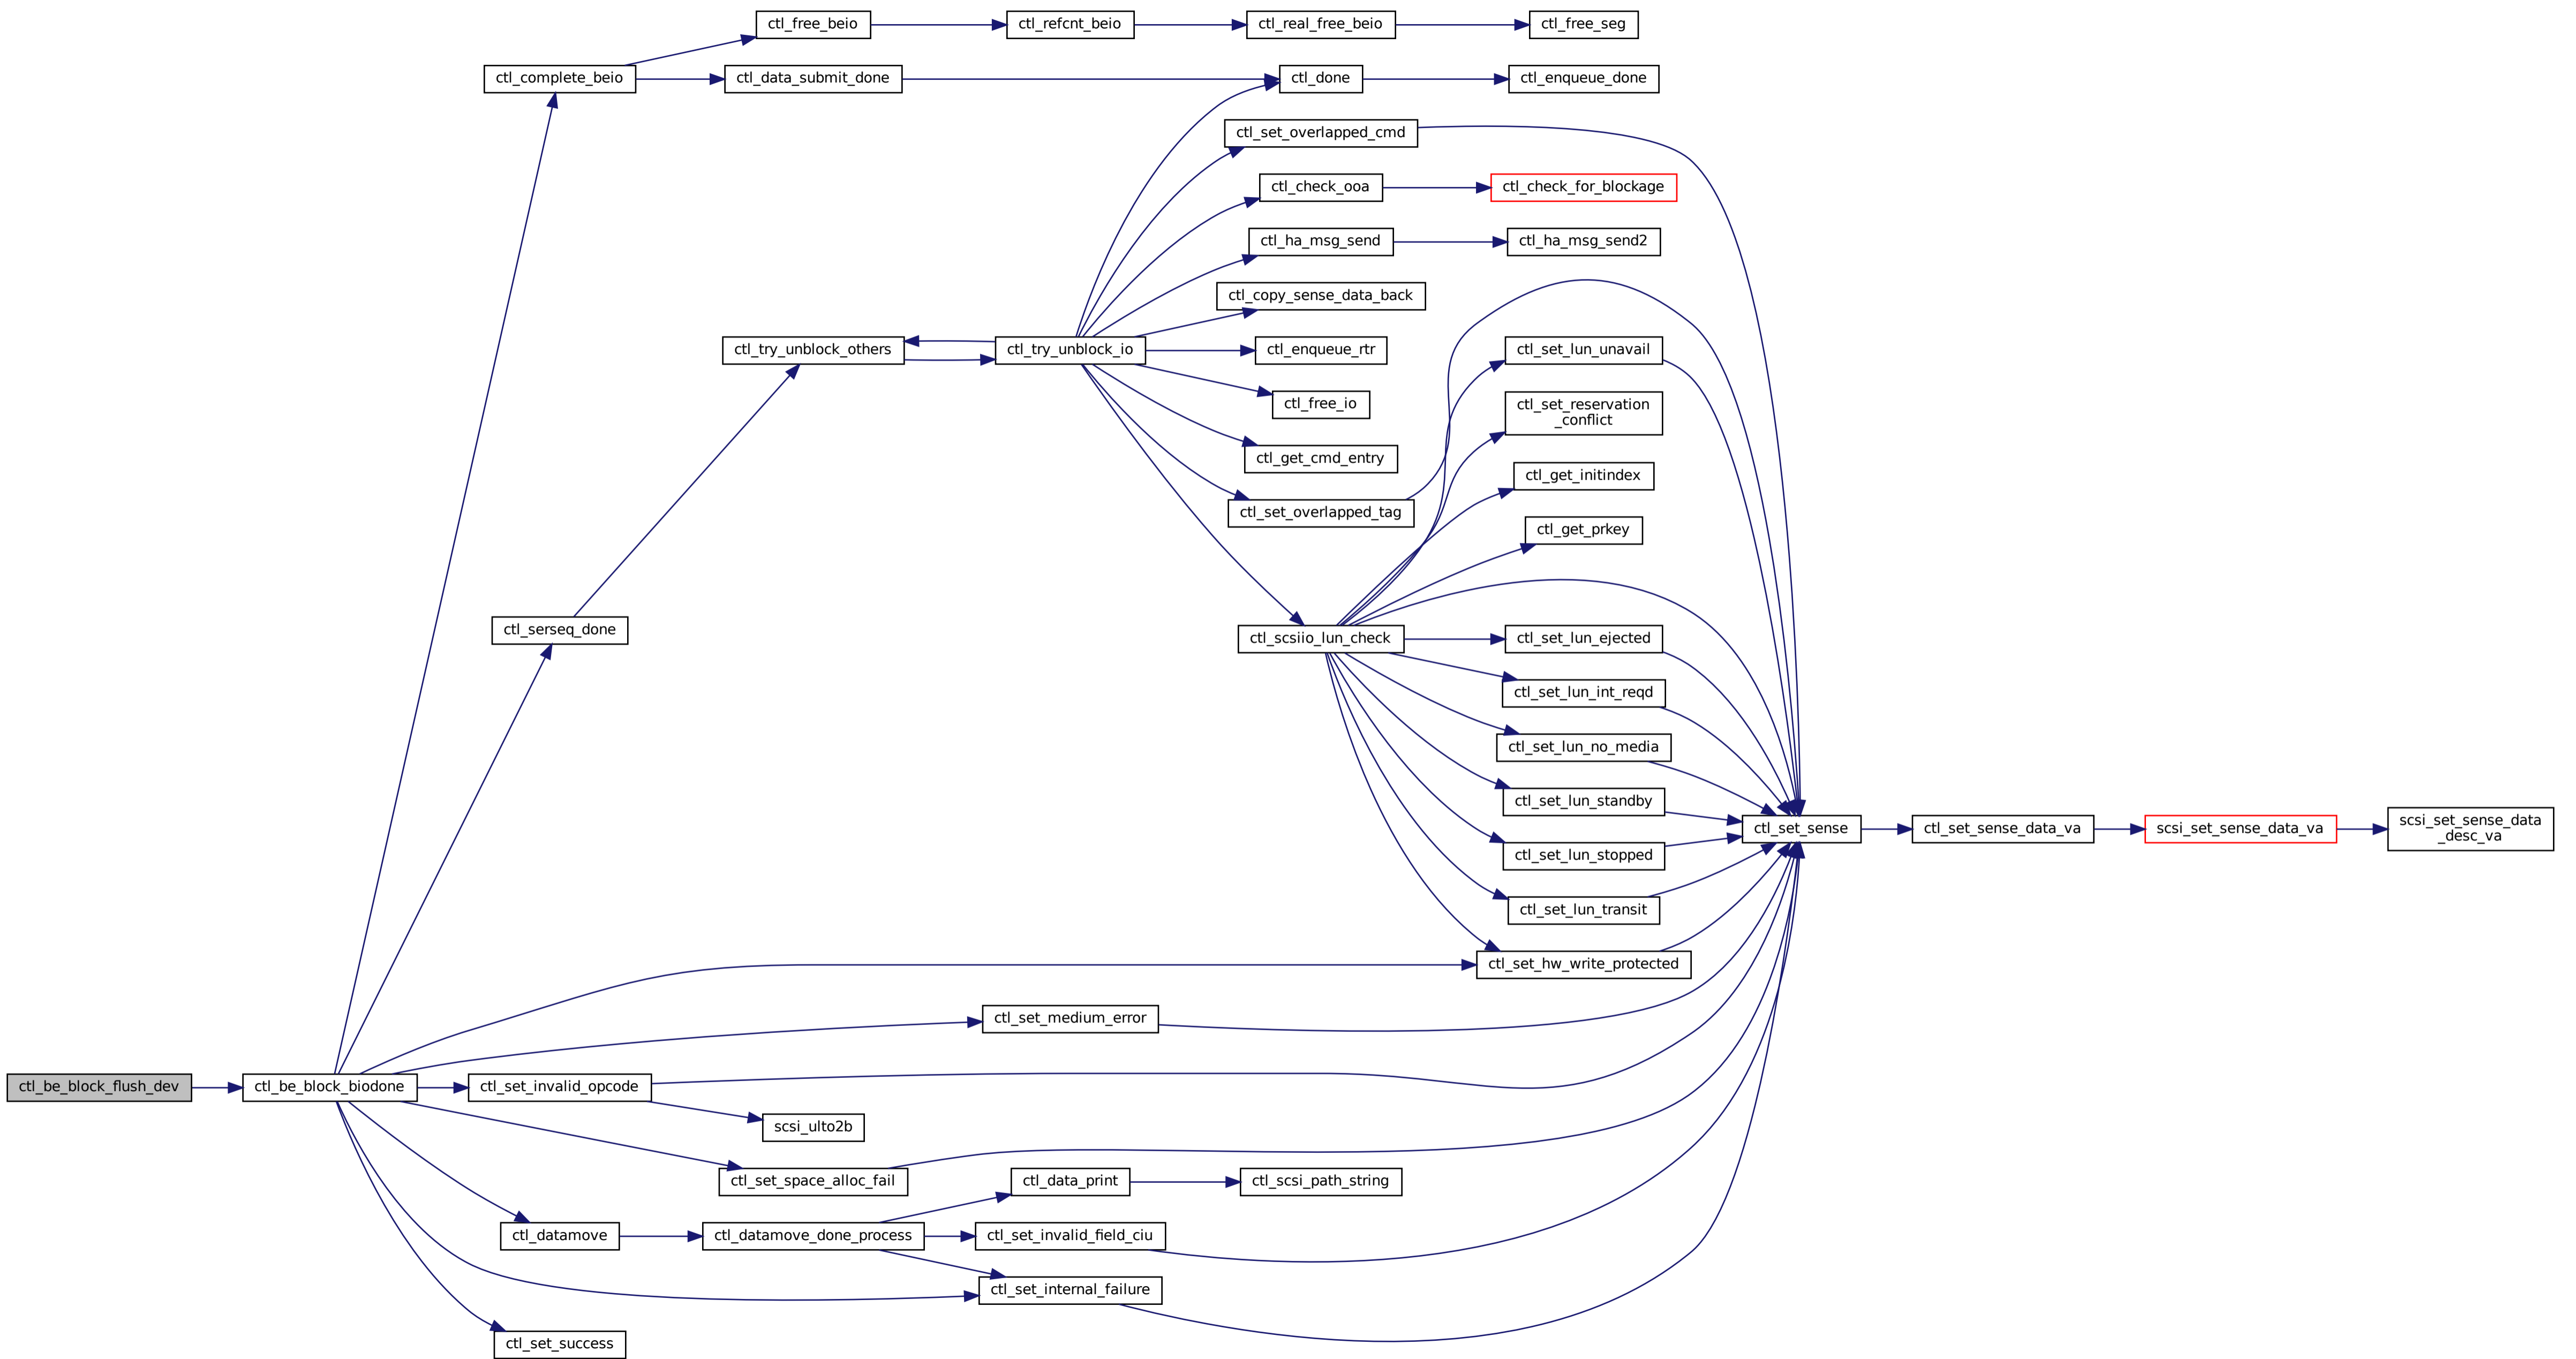 ctl_free_beio
ctl_refcnt_beio
ctl_real_free_beio
ctl_free_seg
ctl_complete_beio
ctl_data_submit_done
ctl_done
ctl_enqueue_done
ctl_set_overlapped_cmd
ctl_check_ooa
ctl_check_for_blockage
ctl_ha_msg_send
ctl_ha_msg_send2
ctl_copy_sense_data_back
ctl_try_unblock_others
ctl_try_unblock_io
ctl_enqueue_rtr
ctl_set_lun_unavail
ctl_free_io
ctl_set_reservation
_conflict
ctl_get_cmd_entry
ctl_get_initindex
ctl_set_overlapped_tag
ctl_get_prkey
ctl_serseq_done
ctl_scsiio_lun_check
ctl_set_lun_ejected
ctl_set_lun_int_reqd
ctl_set_lun_no_media
ctl_set_lun_standby
ctl_set_sense
ctl_set_sense_data_va
scsi_set_sense_data_va
scsi_set_sense_data
_desc_va
ctl_set_lun_stopped
ctl_set_lun_transit
ctl_set_hw_write_protected
ctl_set_medium_error
ctl_be_block_flush_dev
ctl_be_block_biodone
ctl_set_invalid_opcode
scsi_ulto2b
ctl_set_space_alloc_fail
ctl_data_print
ctl_scsi_path_string
ctl_datamove
ctl_datamove_done_process
ctl_set_invalid_field_ciu
ctl_set_internal_failure
ctl_set_success